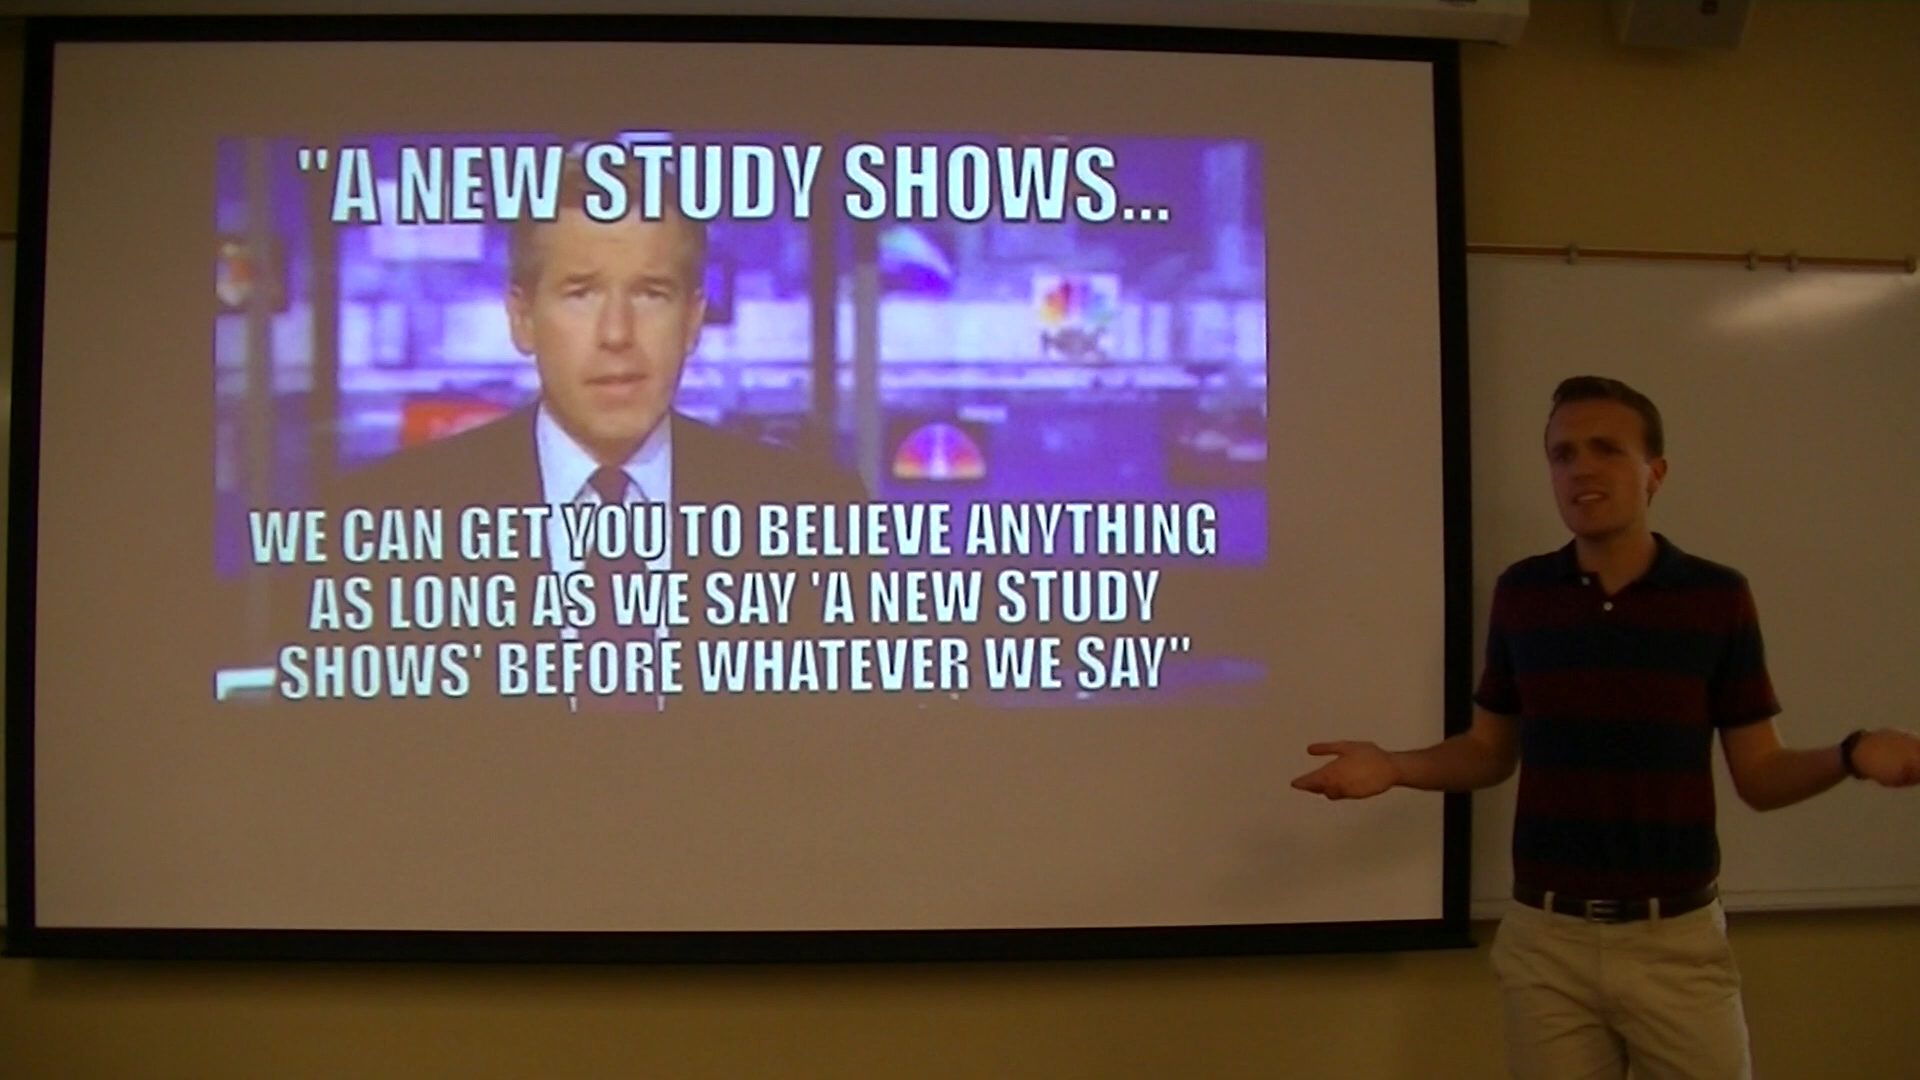 "A NEW STUDY SHOWS...
NBC
WE CAN GET YOU TO BELIEVE ANYTHING
AS LONG AS WE SAY 'A NEW STUDY
SHOWS' BEFORE WHATEVER WE SAY"